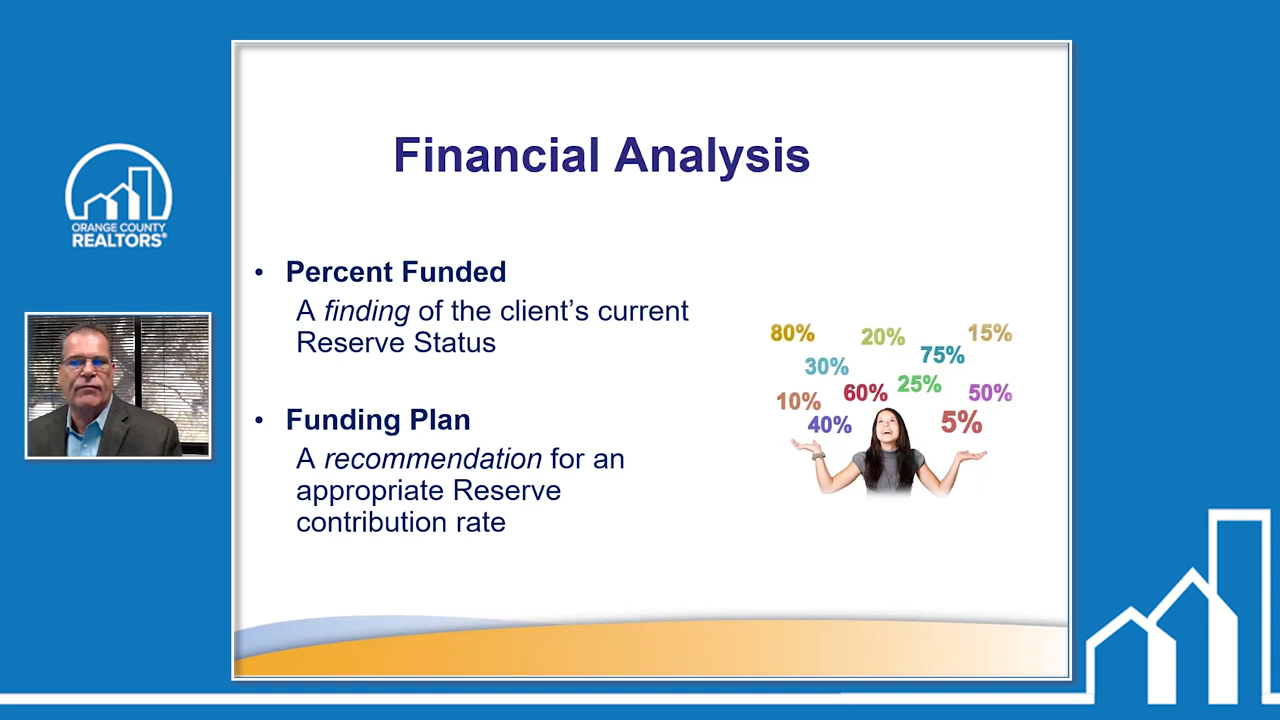 Financial Analysis
ORANGE COUNTY
REALTORS®
• Percent Funded
A finding of the client’s current
Reserve Status
• Funding Plan
A recommendation for an
appropriate Reserve
contribution rate
80%
20%
15%
30%
75%
10%
60%
25%
50%
40%
5%